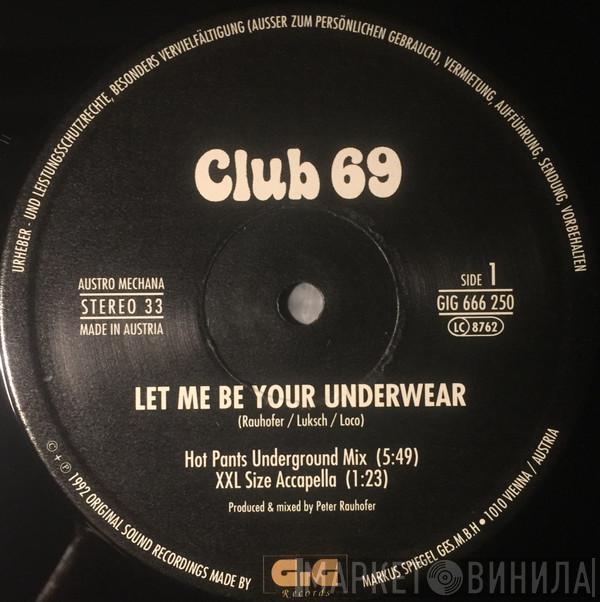 URHEBER - UND LEISTUNGSSCHUTZRECHTE, BESONDERS VERVIELFÄLTIGUNG (AUSSER ZUM PERSÖNLICHEN GEBRAUCH), VERMIETUNG, AUFFÜHRUNG, SENDUNG, VORBEHALTEN
Club 69
AUSTRO MECHANA
STEREO 33
MADE IN AUSTRIA
SIDE 1
GIG 666 250
LC 8762
LET ME BE YOUR UNDERWEAR
(Rauhofer / Luksch / Loco)
Hot Pants Underground Mix (5:49)
XXL Size Accapella (1:23)
Produced & mixed by Peter Rauhofer
© + ℗ 1992 ORIGINAL SOUND RECORDINGS MADE BY
GiG
Records
MARKUS SPIEGEL GES.M.B.H • 1010 VIENNA / AUSTRIA
МАРКЕТ ВИНИЛА